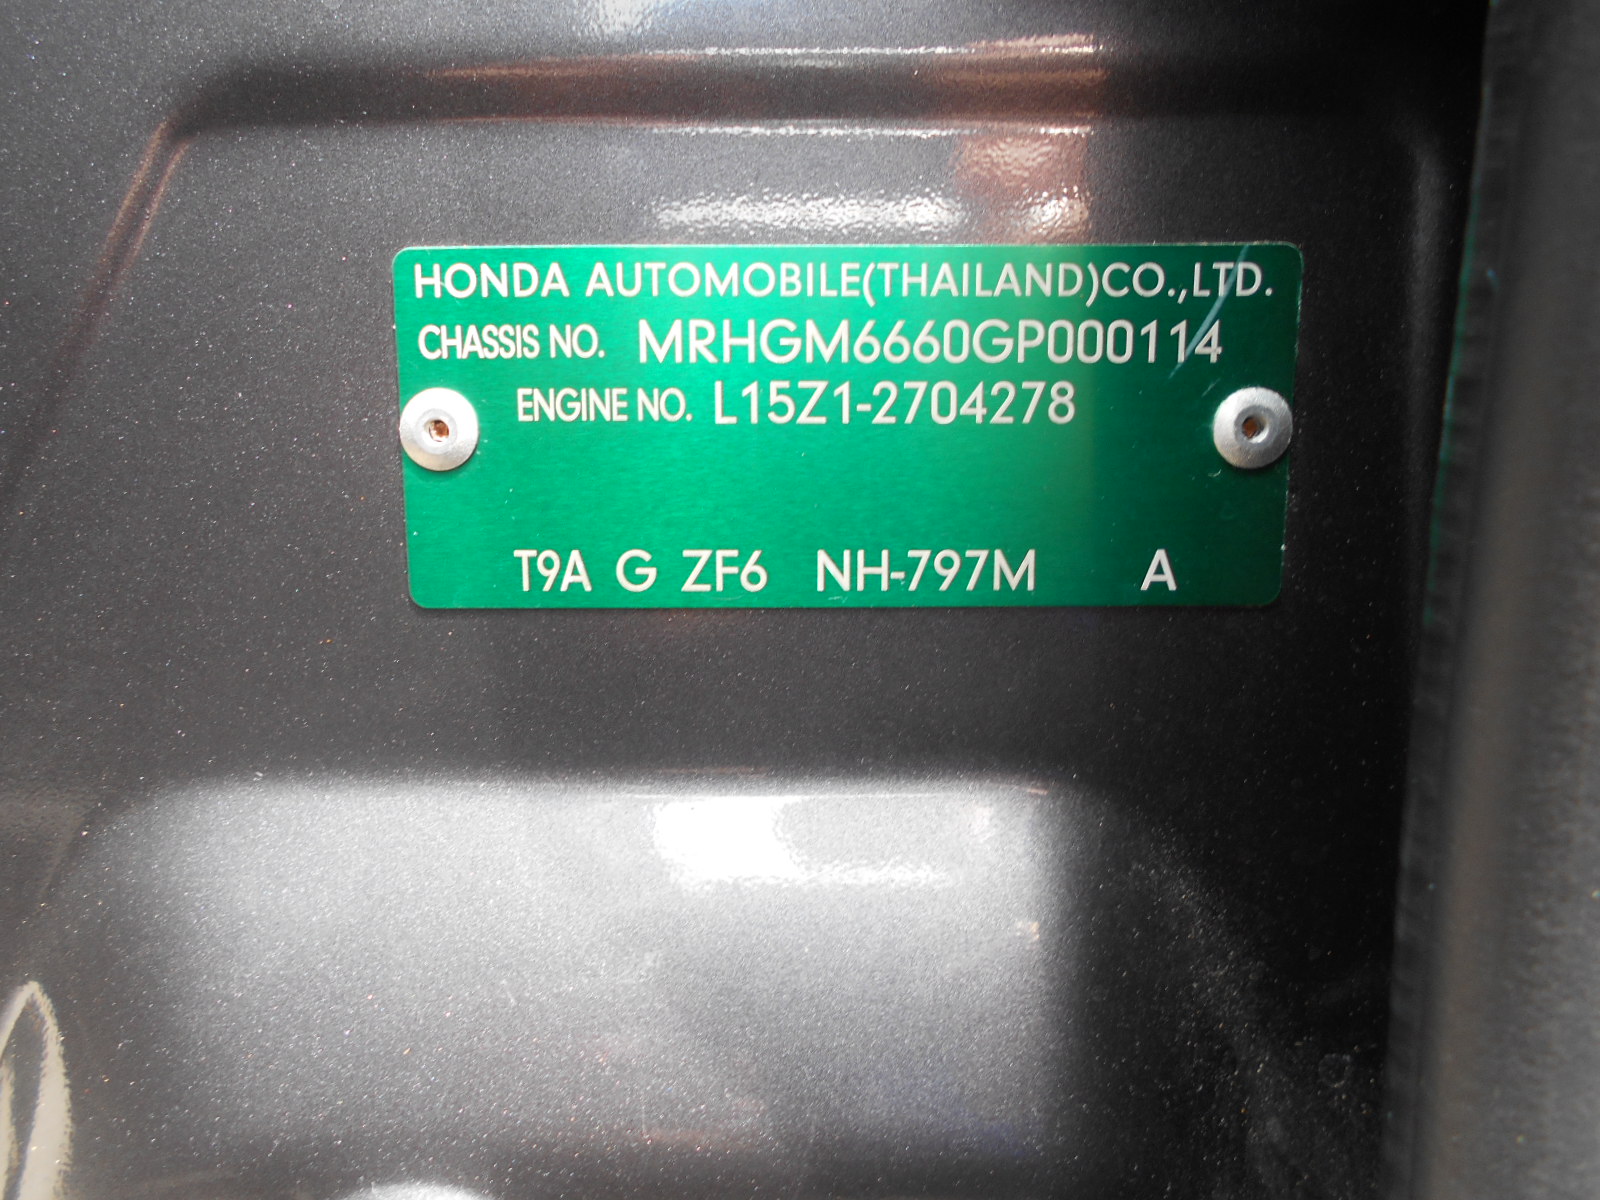 HONDA AUTOMOBILE(THAILAND)CO.,LTD.
CHASSIS NO. MRHGM6660GP000114
ENGINE NO. L15Z1-2704278
T9A G ZF6 NH-797M A